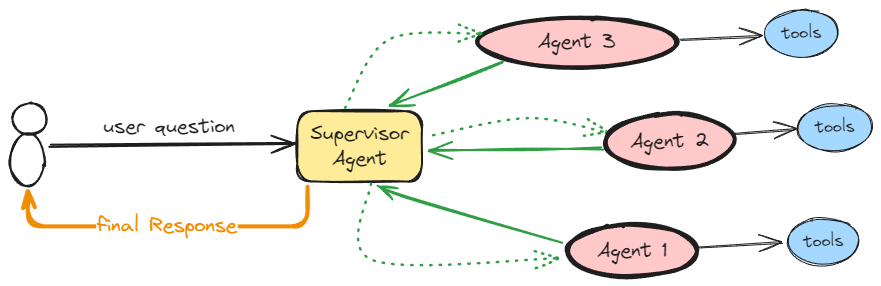 Agent 3
tools
user question
Supervisor
Agent
Agent 2
tools
final Response
Agent 1
tools